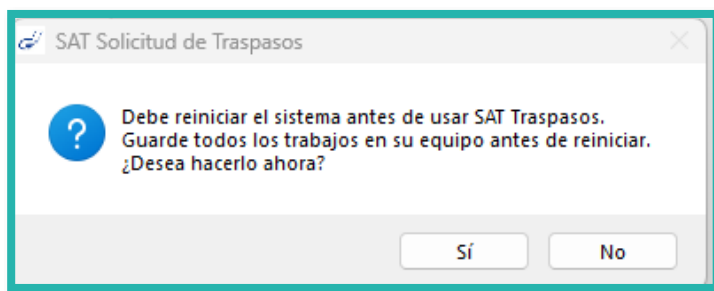 SAT Solicitud de Traspasos
Debe reiniciar el sistema antes de usar SAT Traspasos.
Guarde todos los trabajos en su equipo antes de reiniciar.
¿Desea hacerlo ahora?
Sí
No